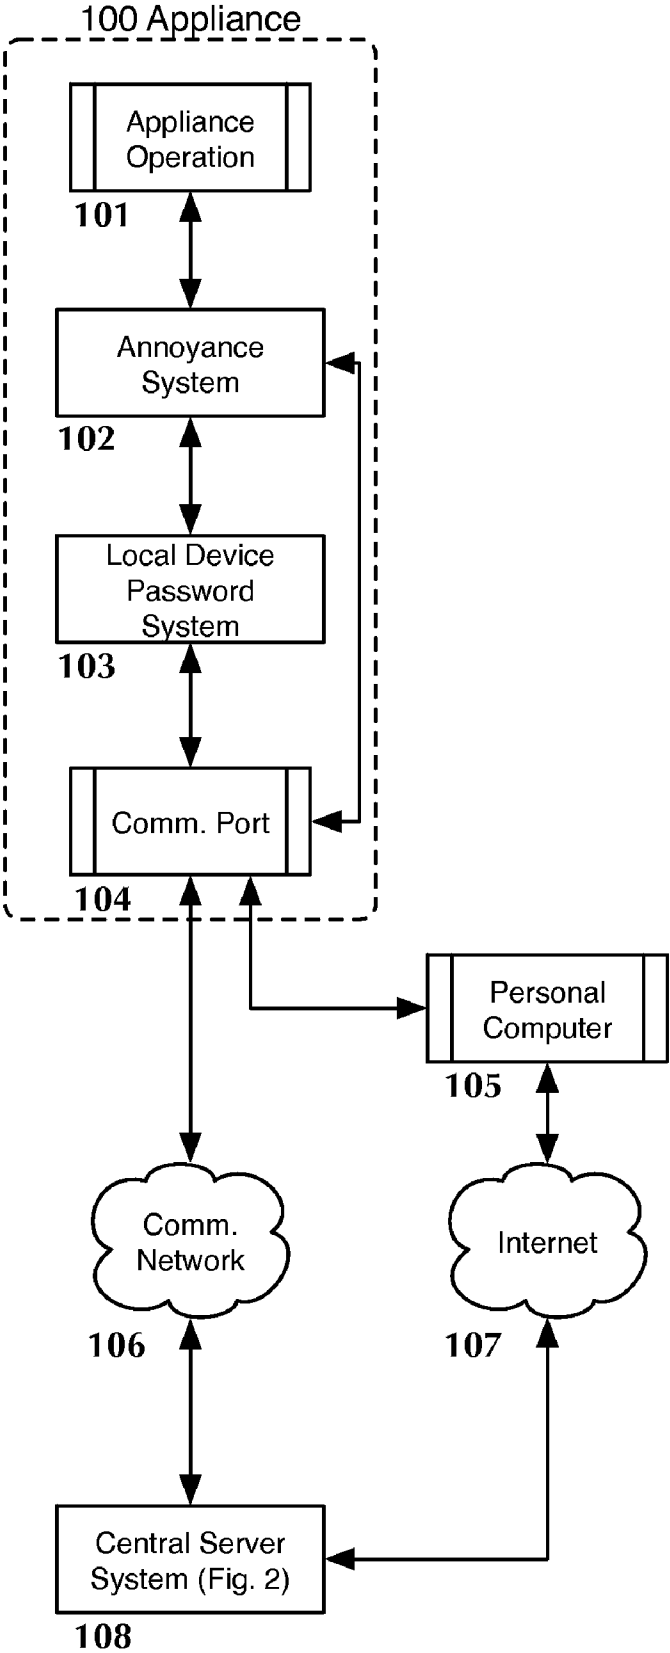 100 Appliance
Appliance
Operation
101
Annoyance
System
102
Local Device
Password
System
103
Comm. Port
104
Personal
Computer
105
Comm.
Network
106
Internet
107
Central Server
System (Fig. 2)
108